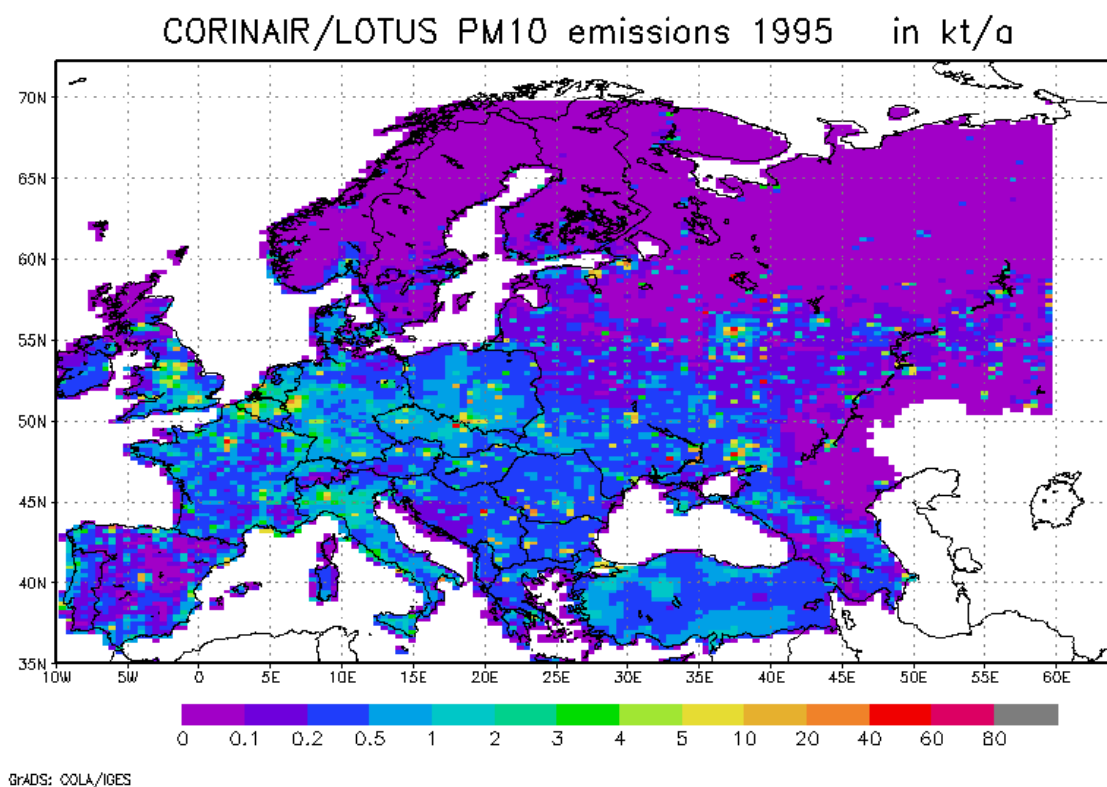 CORINAIR/LOTUS PM10 emissions 1995 in kt/a
70N
65N
60N
55N
50N
45N
40N
35N
10W 5W 0 5E 10E 15E 20E 25E 30E 35E 40E 45E 50E 55E 60E
0 0.1 0.2 0.5 1 2 3 4 5 10 20 40 60 80
GrADS: COLA/IGES